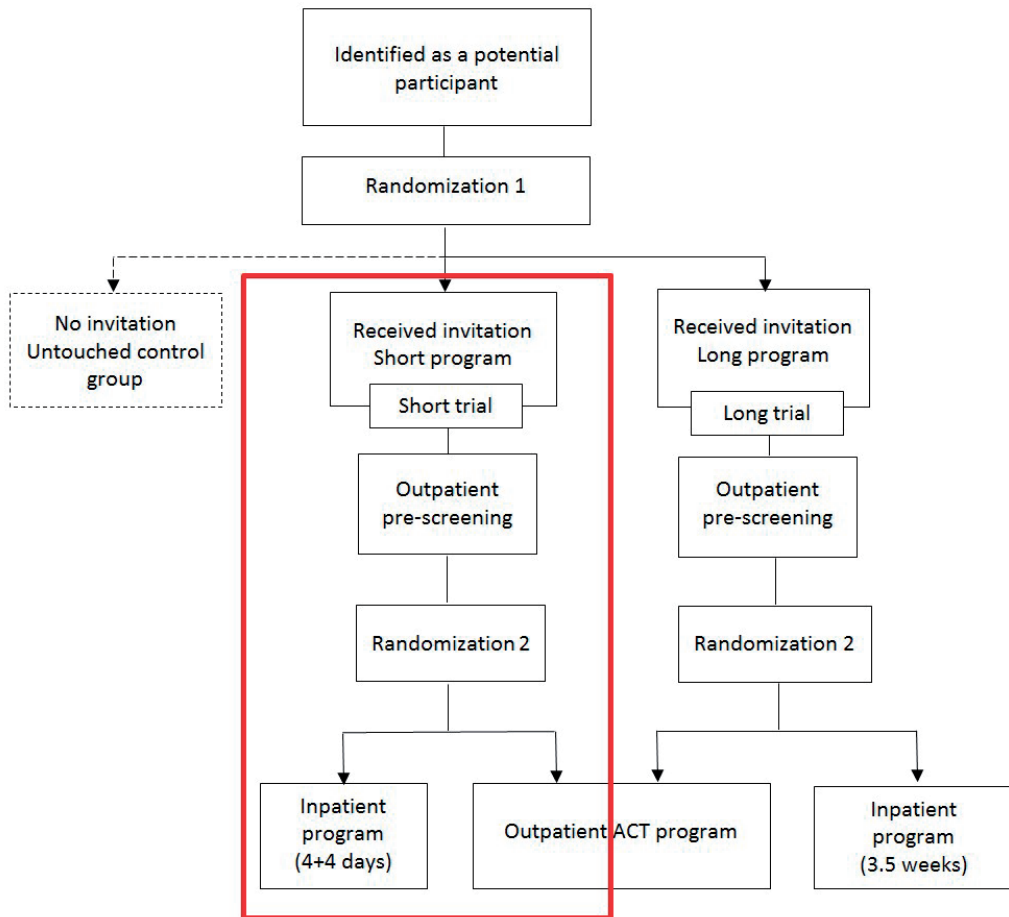 Identified as a potential
participant
Randomization 1
No invitation
Untouched control
group
Received invitation
Short program
Short trial
Received invitation
Long program
Long trial
Outpatient
pre-screening
Outpatient
pre-screening
Randomization 2
Randomization 2
Inpatient
program
(4+4 days)
Outpatient ACT program
Inpatient
program
(3.5 weeks)